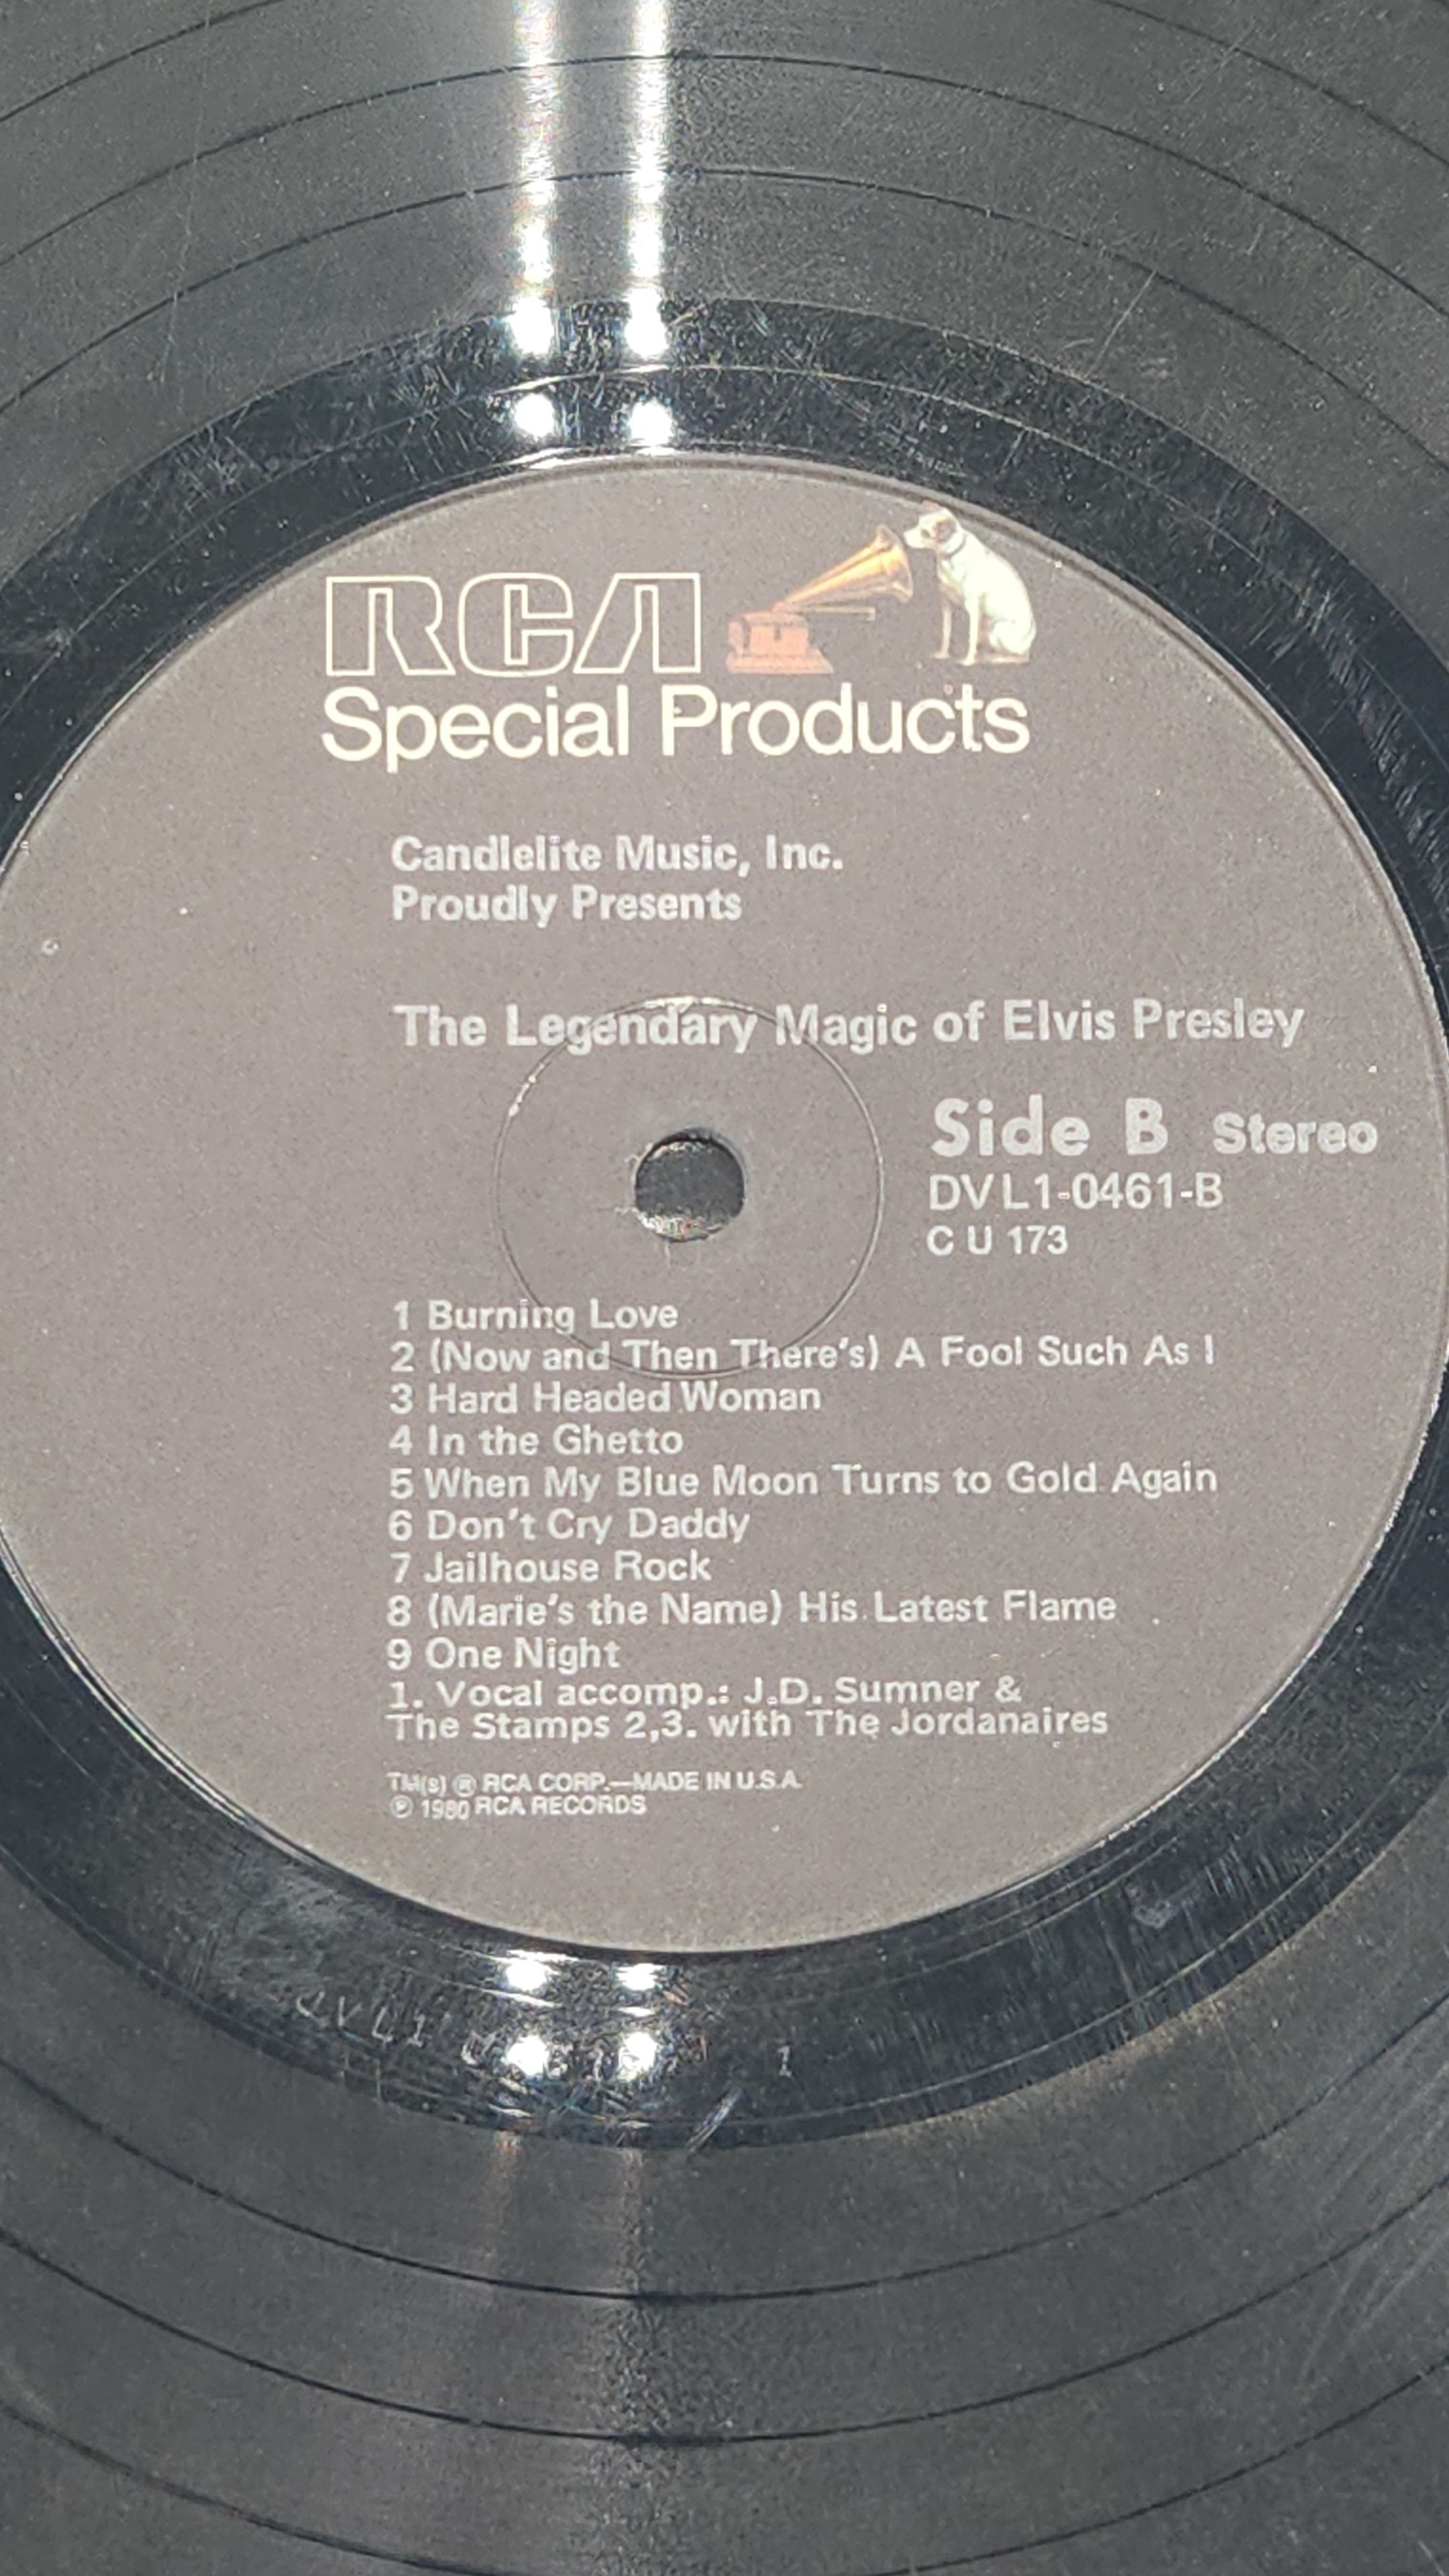 RCA
Special Products
Candlelite Music, Inc.
Proudly Presents
The Legendary Magic of Elvis Presley
Side B Stereo
DVL1-0461-B
C U 173
1 Burning Love
2 (Now and Then There's) A Fool Such As I
3 Hard Headed Woman
4 In the Ghetto
5 When My Blue Moon Turns to Gold Again
6 Don't Cry Daddy
7 Jailhouse Rock
8 (Marie's the Name) His Latest Flame
9 One Night
1. Vocal accomp.: J.D. Sumner &
The Stamps 2,3. with The Jordanaires
TM(s) ® RCA CORP.—MADE IN U.S.A.
℗ 1980 RCA RECORDS